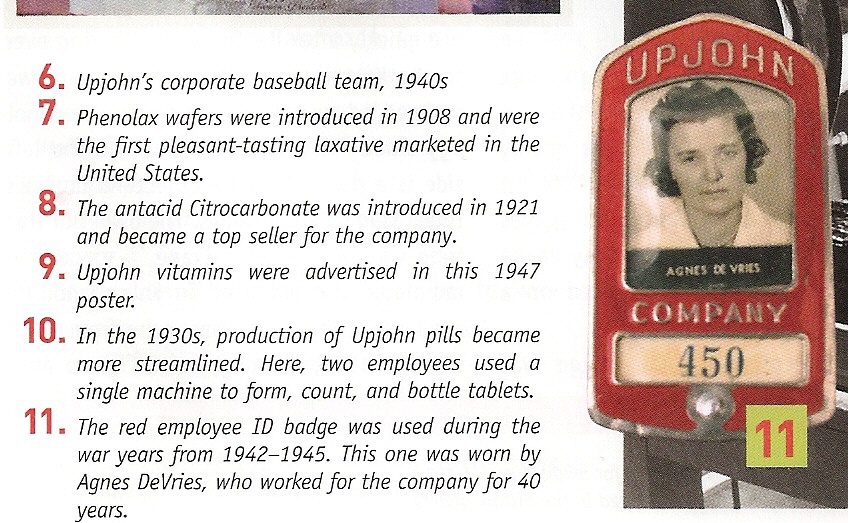 6. Upjohn's corporate baseball team, 1940s
7. Phenolax wafers were introduced in 1908 and were
the first pleasant-tasting laxative marketed in the
United States.
8. The antacid Citrocarbonate was introduced in 1921
and became a top seller for the company.
9. Upjohn vitamins were advertised in this 1947
poster.
10. In the 1930s, production of Upjohn pills became
more streamlined. Here, two employees used a
single machine to form, count, and bottle tablets.
11. The red employee ID badge was used during the
war years from 1942–1945. This one was worn by
Agnes DeVries, who worked for the company for 40
years.
UPJOHN
AGNES DE VRIES
COMPANY
450
11